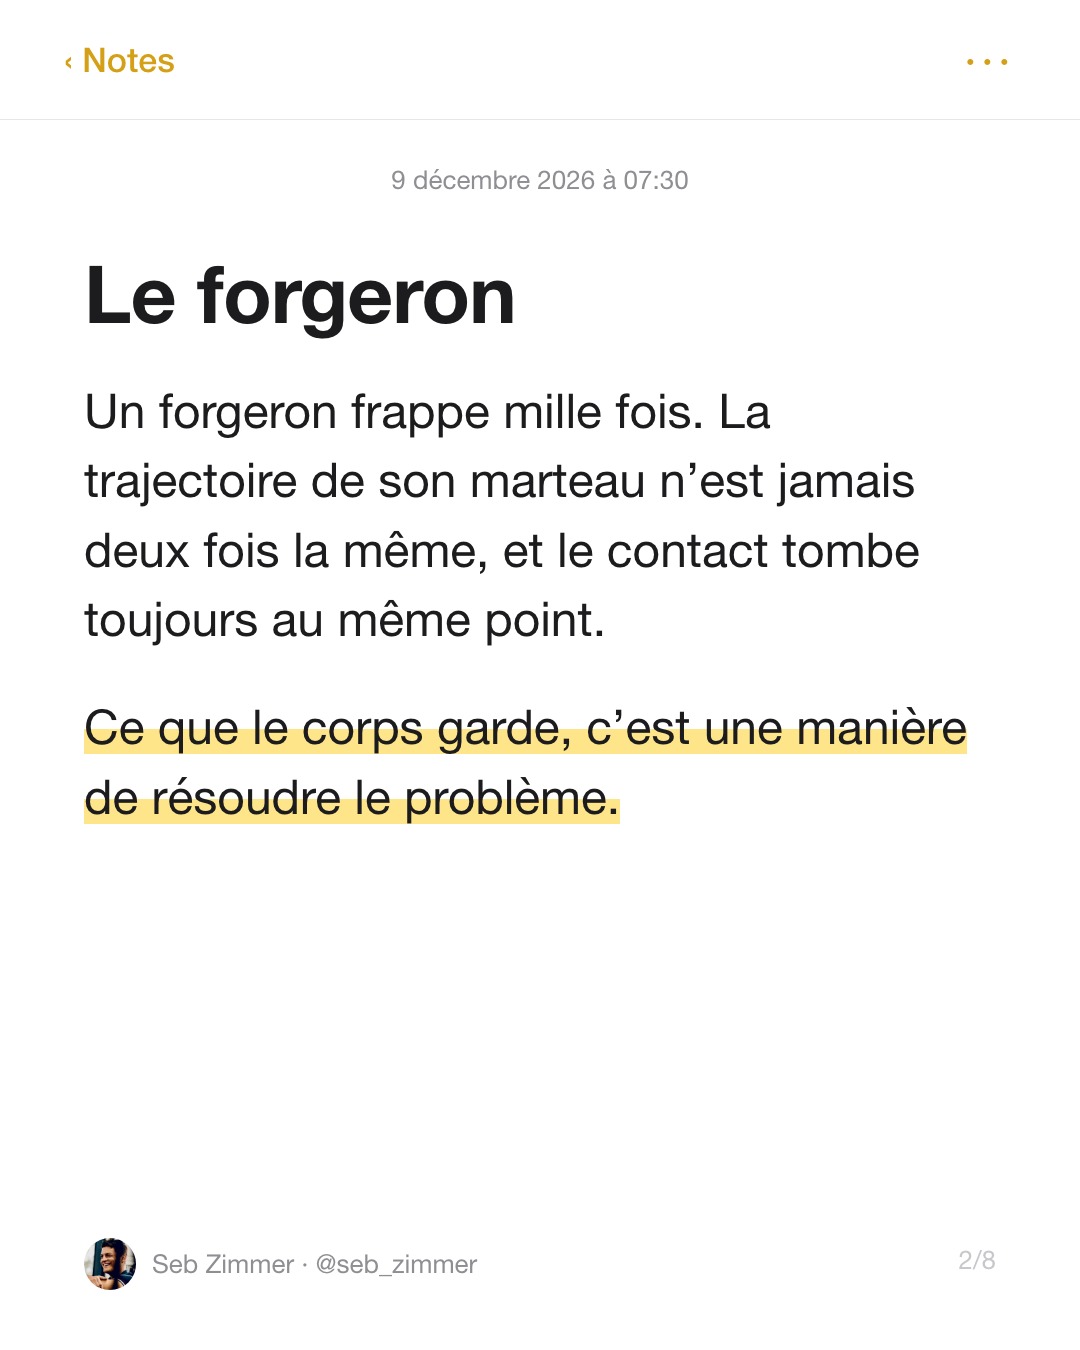 ‹ Notes
9 décembre 2026 à 07:30
Le forgeron
Un forgeron frappe mille fois. La
trajectoire de son marteau n’est jamais
deux fois la même, et le contact tombe
toujours au même point.
Ce que le corps garde, c’est une manière
de résoudre le problème.
Seb Zimmer · @seb_zimmer
2/8